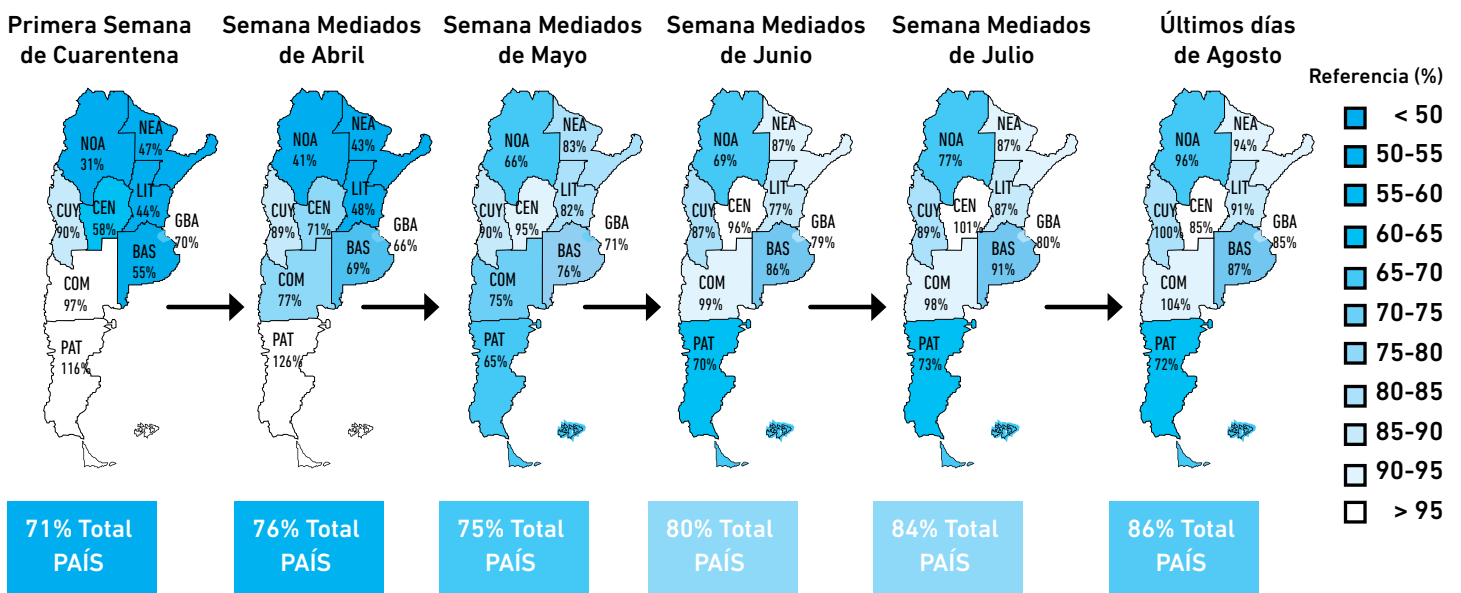 Primera Semana
de Cuarentena
NOA
31%
NEA
47%
CUY
90%
CEN
58%
LIT
44%
GBA
70%
BAS
55%
COM
97%
PAT
116%
71% Total
PAÍS
Semana Mediados
de Abril
NOA
41%
NEA
43%
CUY
89%
CEN
71%
LIT
48%
GBA
66%
BAS
69%
COM
77%
PAT
126%
76% Total
PAÍS
Semana Mediados
de Mayo
NOA
66%
NEA
83%
CUY
90%
CEN
95%
LIT
82%
GBA
71%
BAS
76%
COM
75%
PAT
65%
75% Total
PAÍS
Semana Mediados
de Junio
NOA
69%
NEA
87%
CUY
87%
CEN
96%
LIT
77%
GBA
79%
BAS
86%
COM
99%
PAT
70%
80% Total
PAÍS
Semana Mediados
de Julio
NOA
77%
NEA
87%
CUY
89%
CEN
101%
LIT
87%
GBA
80%
BAS
91%
COM
98%
PAT
73%
84% Total
PAÍS
Últimos días
de Agosto
NOA
96%
NEA
94%
CUY
100%
CEN
85%
LIT
91%
GBA
85%
BAS
87%
COM
104%
PAT
72%
86% Total
PAÍS
Referencia (%)
< 50
50-55
55-60
60-65
65-70
70-75
75-80
80-85
85-90
90-95
> 95